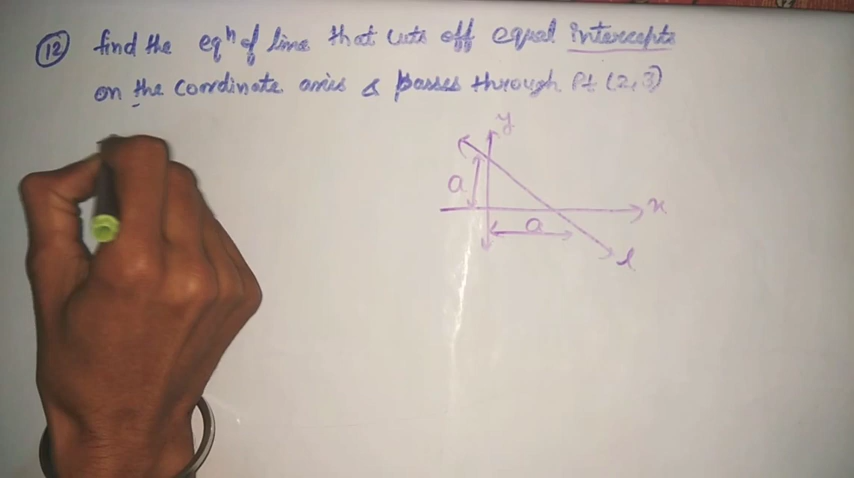 12 find the eqn of line that cuts off equal intercepts
on the coordinate axis & passes through Pt (2,3)
y
a
x
a
l